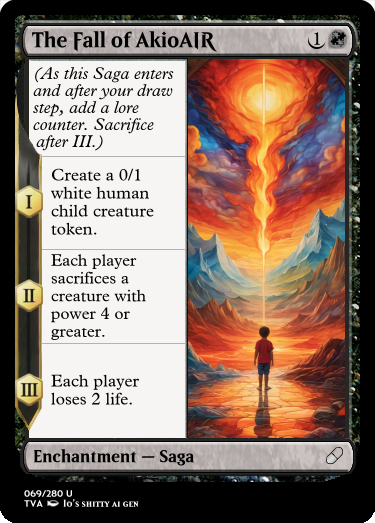 The Fall of AkioAIR
1
(As this Saga enters
and after your draw
step, add a lore
counter. Sacrifice
after III.)
I
Create a 0/1
white human
child creature
token.
II
Each player
sacrifices a
creature with
power 4 or
greater.
III
Each player
loses 2 life.
Enchantment — Saga
069/280 U
TVA Io's shitty ai gen